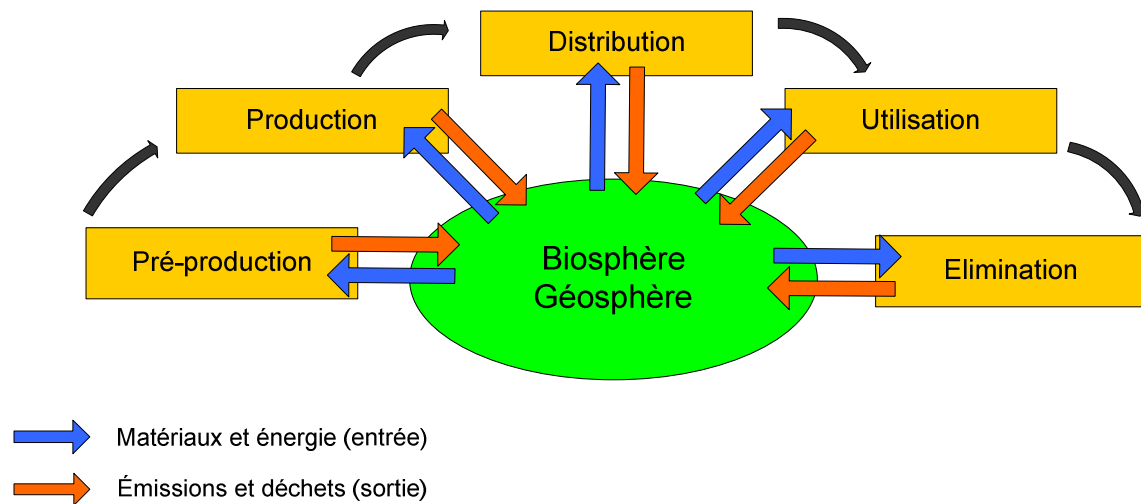 Distribution
Production
Utilisation
Pré-production
Biosphère
Géosphère
Elimination
Matériaux et énergie (entrée)
Émissions et déchets (sortie)